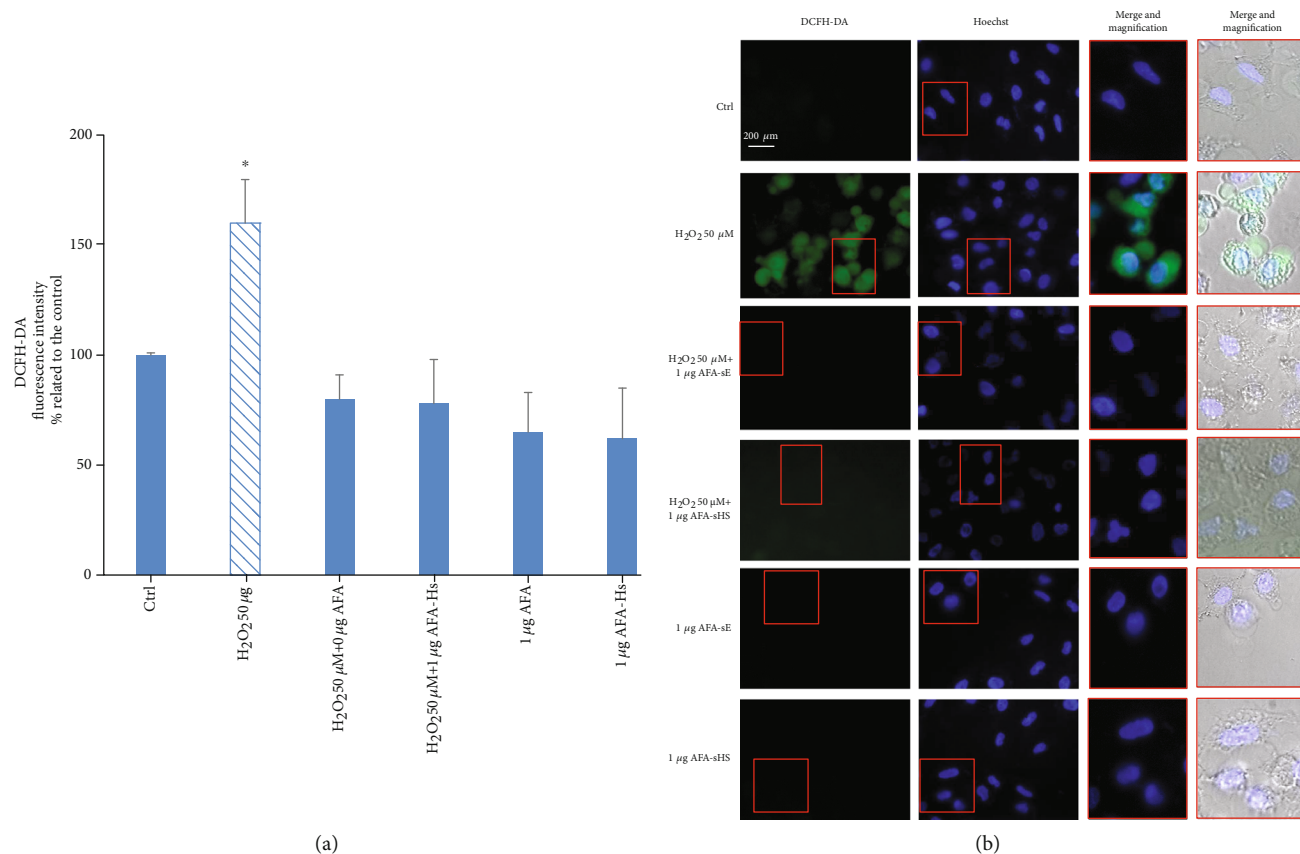 DCFH-DA
fluorescence intensity
% related to the control
200
150
100
50
0
*
Ctrl
H2O2 50 µg
H2O2 50 µM+0 µg AFA
H2O2 50 µM+1 µg AFA-Hs
1 µg AFA
1 µg AFA-Hs
(a)
DCFH-DA
Hoechst
Merge and
magnification
Merge and
magnification
Ctrl
200 µm
H2O2 50 µM
H2O2 50 µM+
1 µg AFA-sE
H2O2 50 µM+
1 µg AFA-sHS
1 µg AFA-sE
1 µg AFA-sHS
(b)